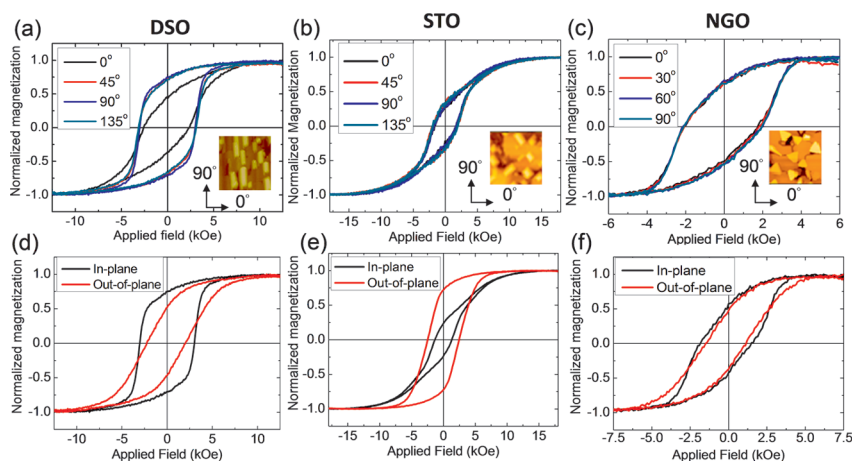 DSO
STO
NGO
(a)
Normalized magnetization
1.0
0.5
0.0
-0.5
-1.0
0°
45°
90°
135°
90°
0°
-10 -5 0 5 10
Applied field (kOe)
(b)
Normalized Magnetization
1.0
0.5
0.0
-0.5
-1.0
0°
45°
90°
135°
90°
0°
-15 -10 -5 0 5 10 15
Applied Field (kOe)
(c)
Normalized magnetization
1.0
0.5
0.0
-0.5
-1.0
0°
30°
60°
90°
90°
0°
-6 -4 -2 0 2 4 6
Applied Field (kOe)
(d)
Normalized magnetization
1.0
0.5
0.0
-0.5
-1.0
In-plane
Out-of-plane
-10 -5 0 5 10
Applied Field (kOe)
(e)
Normalized magnetization
1.0
0.5
0.0
-0.5
-1.0
In-plane
Out-of-plane
-15 -10 -5 0 5 10 15
Applied Field (kOe)
(f)
Normalized magnetization
1.0
0.5
0.0
-0.5
-1.0
In-plane
Out-of-plane
-7.5 -5.0 -2.5 0.0 2.5 5.0 7.5
Applied Field (kOe)